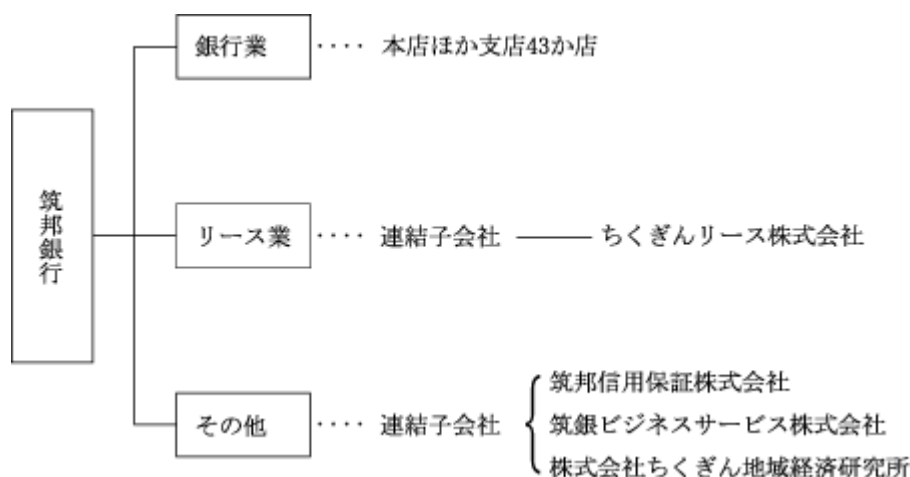 筑邦銀行
銀行業 ···· 本店ほか支店43か店
リース業 ···· 連結子会社 ── ちくぎんリース株式会社
その他 ···· 連結子会社
筑邦信用保証株式会社
筑銀ビジネスサービス株式会社
株式会社ちくぎん地域経済研究所